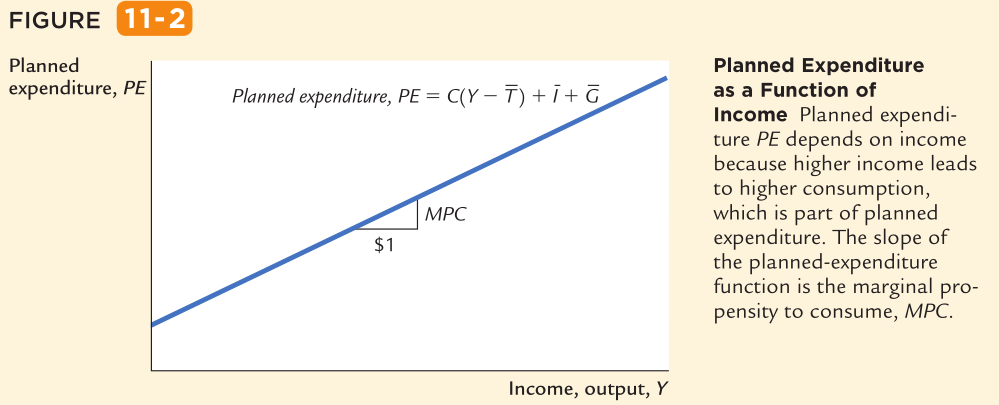 FIGURE 11-2
Planned
expenditure, PE
Planned expenditure, PE = C(Y − T̅) + I̅ + G̅
MPC
$1
Income, output, Y
Planned Expenditure
as a Function of
Income Planned expendi-
ture PE depends on income
because higher income leads
to higher consumption,
which is part of planned
expenditure. The slope of
the planned-expenditure
function is the marginal pro-
pensity to consume, MPC.